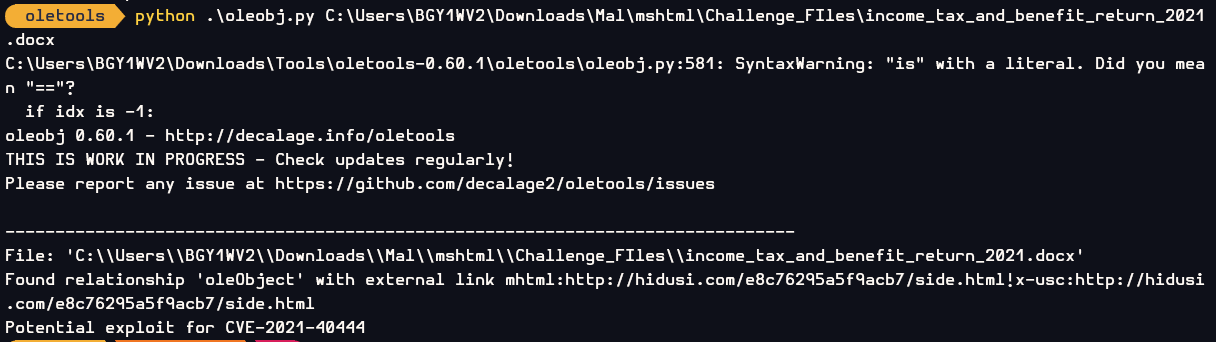 oletools python .\oleobj.py C:\Users\BGY1WV2\Downloads\Mal\mshtml\Challenge_FIles\income_tax_and_benefit_return_2021
.docx
C:\Users\BGY1WV2\Downloads\Tools\oletools-0.60.1\oletools\oleobj.py:581: SyntaxWarning: "is" with a literal. Did you mea
n "=="?
  if idx is -1:
oleobj 0.60.1 - http://decalage.info/oletools
THIS IS WORK IN PROGRESS - Check updates regularly!
Please report any issue at https://github.com/decalage2/oletools/issues

-------------------------------------------------------------------------------
File: 'C:\\Users\\BGY1WV2\\Downloads\\Mal\\mshtml\\Challenge_FIles\\income_tax_and_benefit_return_2021.docx'
Found relationship 'oleObject' with external link mhtml:http://hidusi.com/e8c76295a5f9acb7/side.html!x-usc:http://hidusi
.com/e8c76295a5f9acb7/side.html
Potential exploit for CVE-2021-40444